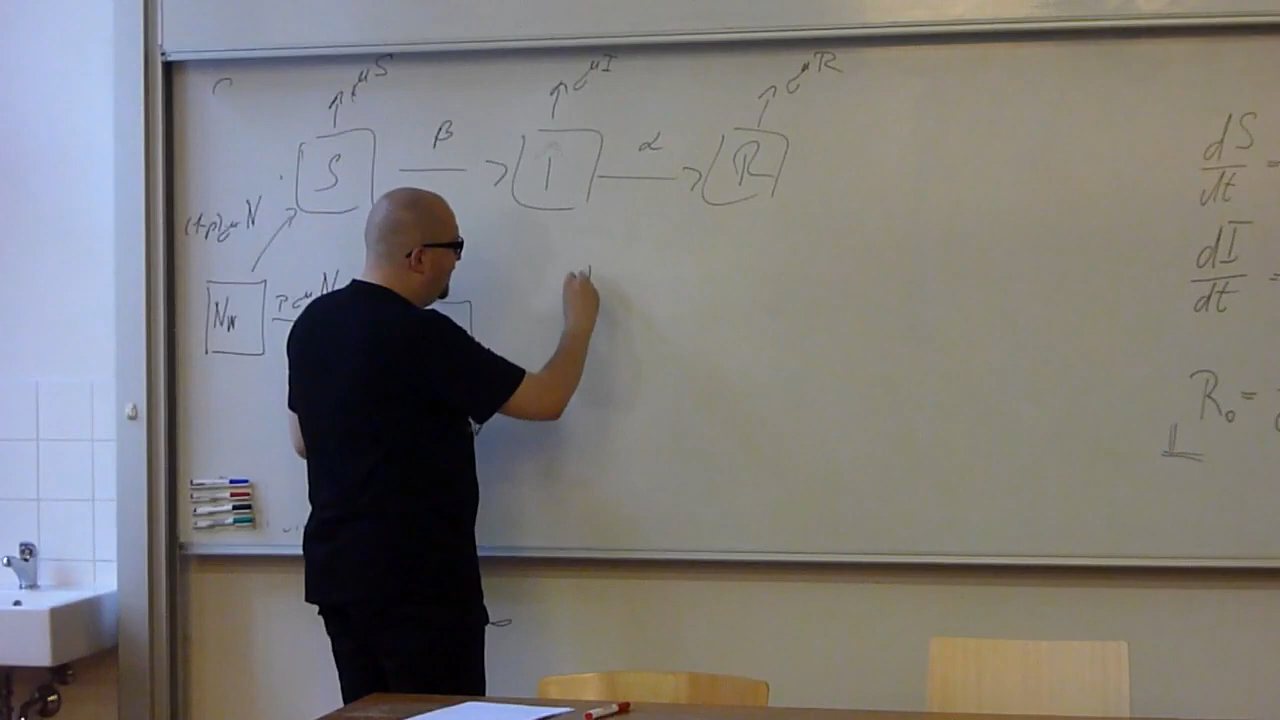 μS μI μR
β α
S I R
(1-p)μN
Nw pμN
dS/dt =
dI/dt =
R₀ =